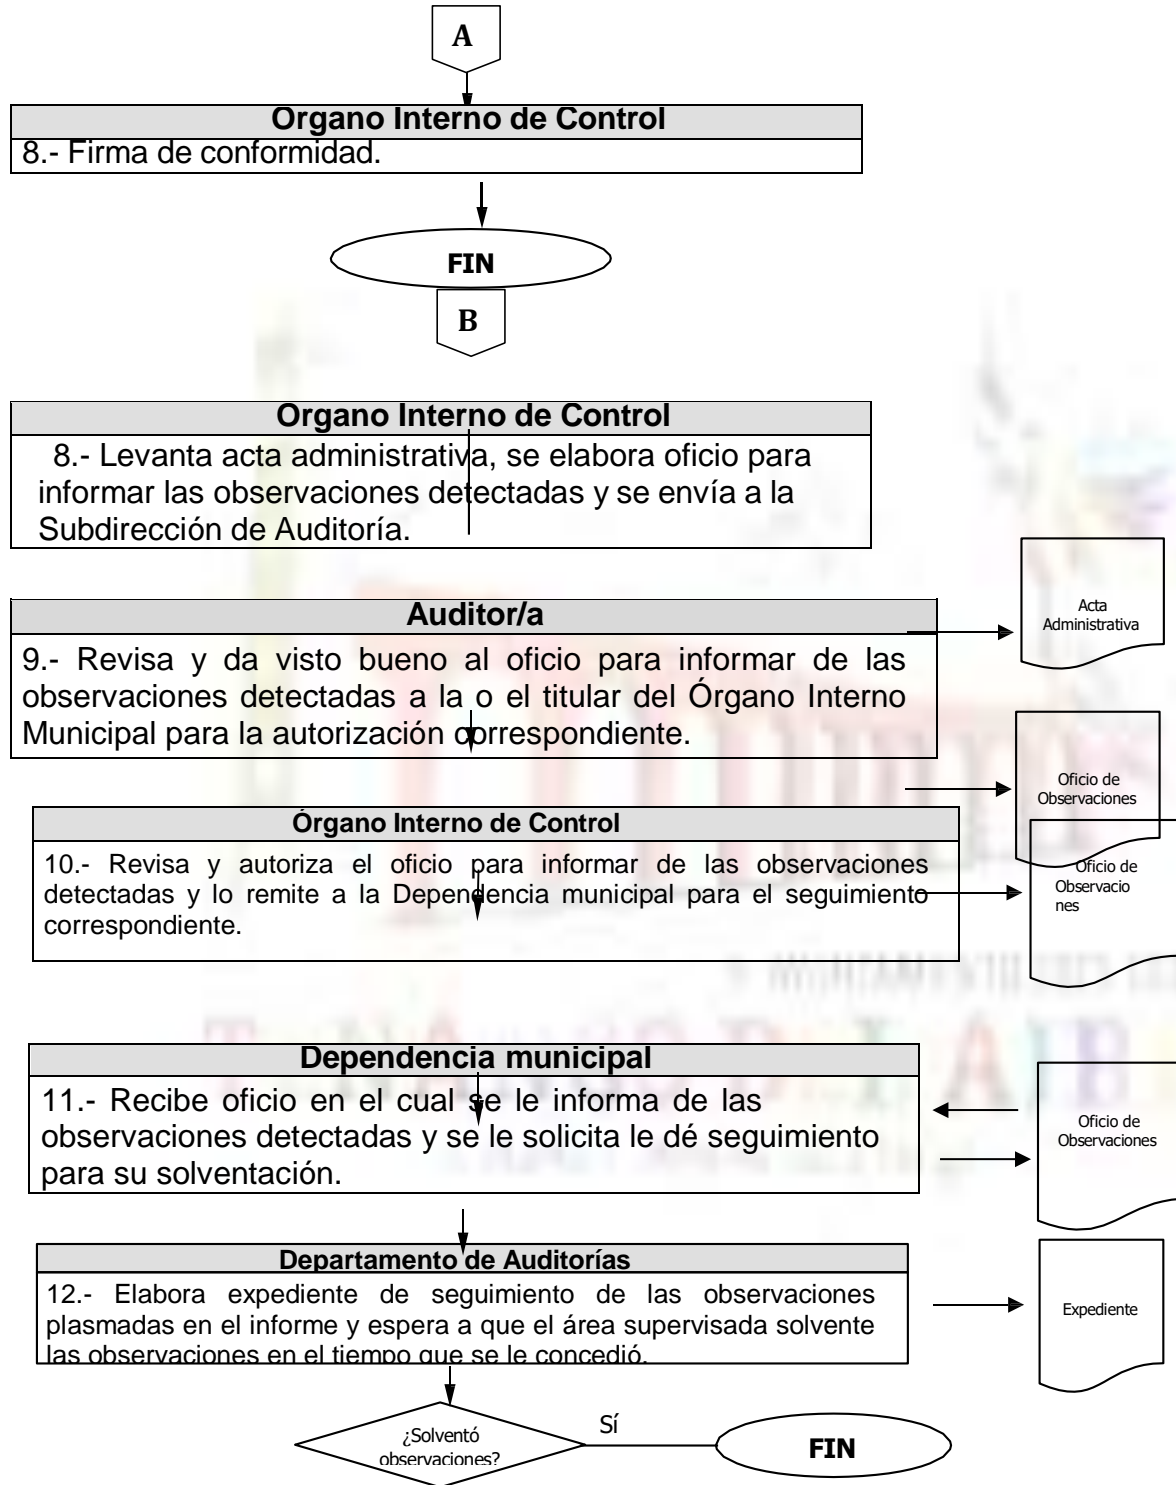 A
Organo Interno de Control
8.- Firma de conformidad.
FIN
B
Organo Interno de Control
8.- Levanta acta administrativa, se elabora oficio para
informar las observaciones detectadas y se envía a la
Subdirección de Auditoría.
Acta
Administrativa
Auditor/a
9.- Revisa y da visto bueno al oficio para informar de las
observaciones detectadas a la o el titular del Órgano Interno
Municipal para la autorización correspondiente.
Oficio de
Observaciones
Órgano Interno de Control
10.- Revisa y autoriza el oficio para informar de las observaciones
detectadas y lo remite a la Dependencia municipal para el seguimiento
correspondiente.
Oficio de
Observacio
nes
Dependencia municipal
11.- Recibe oficio en el cual se le informa de las
observaciones detectadas y se le solicita le dé seguimiento
para su solventación.
Oficio de
Observaciones
Departamento de Auditorías
12.- Elabora expediente de seguimiento de las observaciones
plasmadas en el informe y espera a que el área supervisada solvente
las observaciones en el tiempo que se le concedió.
Expediente
¿Solventó
observaciones?
Sí
FIN